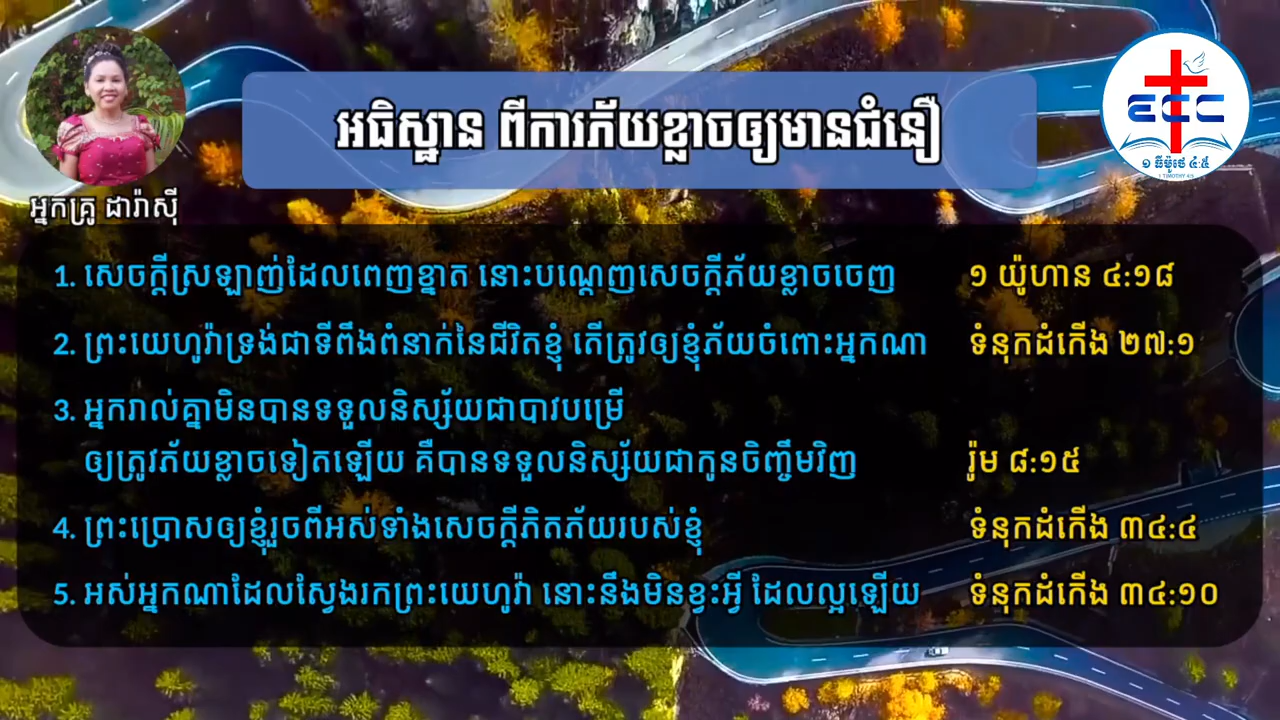 អធិស្ឋាន ពីការភ័យខ្លាចឲ្យមានជំនឿ
ECC
១ ធីម៉ូថេ ៤:៥
1 TIMOTHY 4:5
អ្នកគ្រូ ដារ៉ាស៊ី
1. សេចក្ដីស្រឡាញ់ដែលពេញខ្នាត នោះបណ្ដេញសេចក្ដីភ័យខ្លាចចេញ ១ យ៉ូហាន ៤:១៨
2. ព្រះយេហូវ៉ាទ្រង់ជាទីពឹងពំនាក់នៃជីវិតខ្ញុំ តើត្រូវឲ្យខ្ញុំភ័យចំពោះអ្នកណា ទំនុកដំកើង ២៧:១
3. អ្នករាល់គ្នាមិនបានទទួលនិស្ស័យជាបាវបម្រើ
ឲ្យត្រូវភ័យខ្លាចទៀតឡើយ គឺបានទទួលនិស្ស័យជាកូនចិញ្ចឹមវិញ រ៉ូម ៨:១៥
4. ព្រះប្រោសឲ្យខ្ញុំរួចពីអស់ទាំងសេចក្ដីភិតភ័យរបស់ខ្ញុំ ទំនុកដំកើង ៣៤:៤
5. អស់អ្នកណាដែលស្វែងរកព្រះយេហូវ៉ា នោះនឹងមិនខ្វះអ្វី ដែលល្អឡើយ ទំនុកដំកើង ៣៤:១០